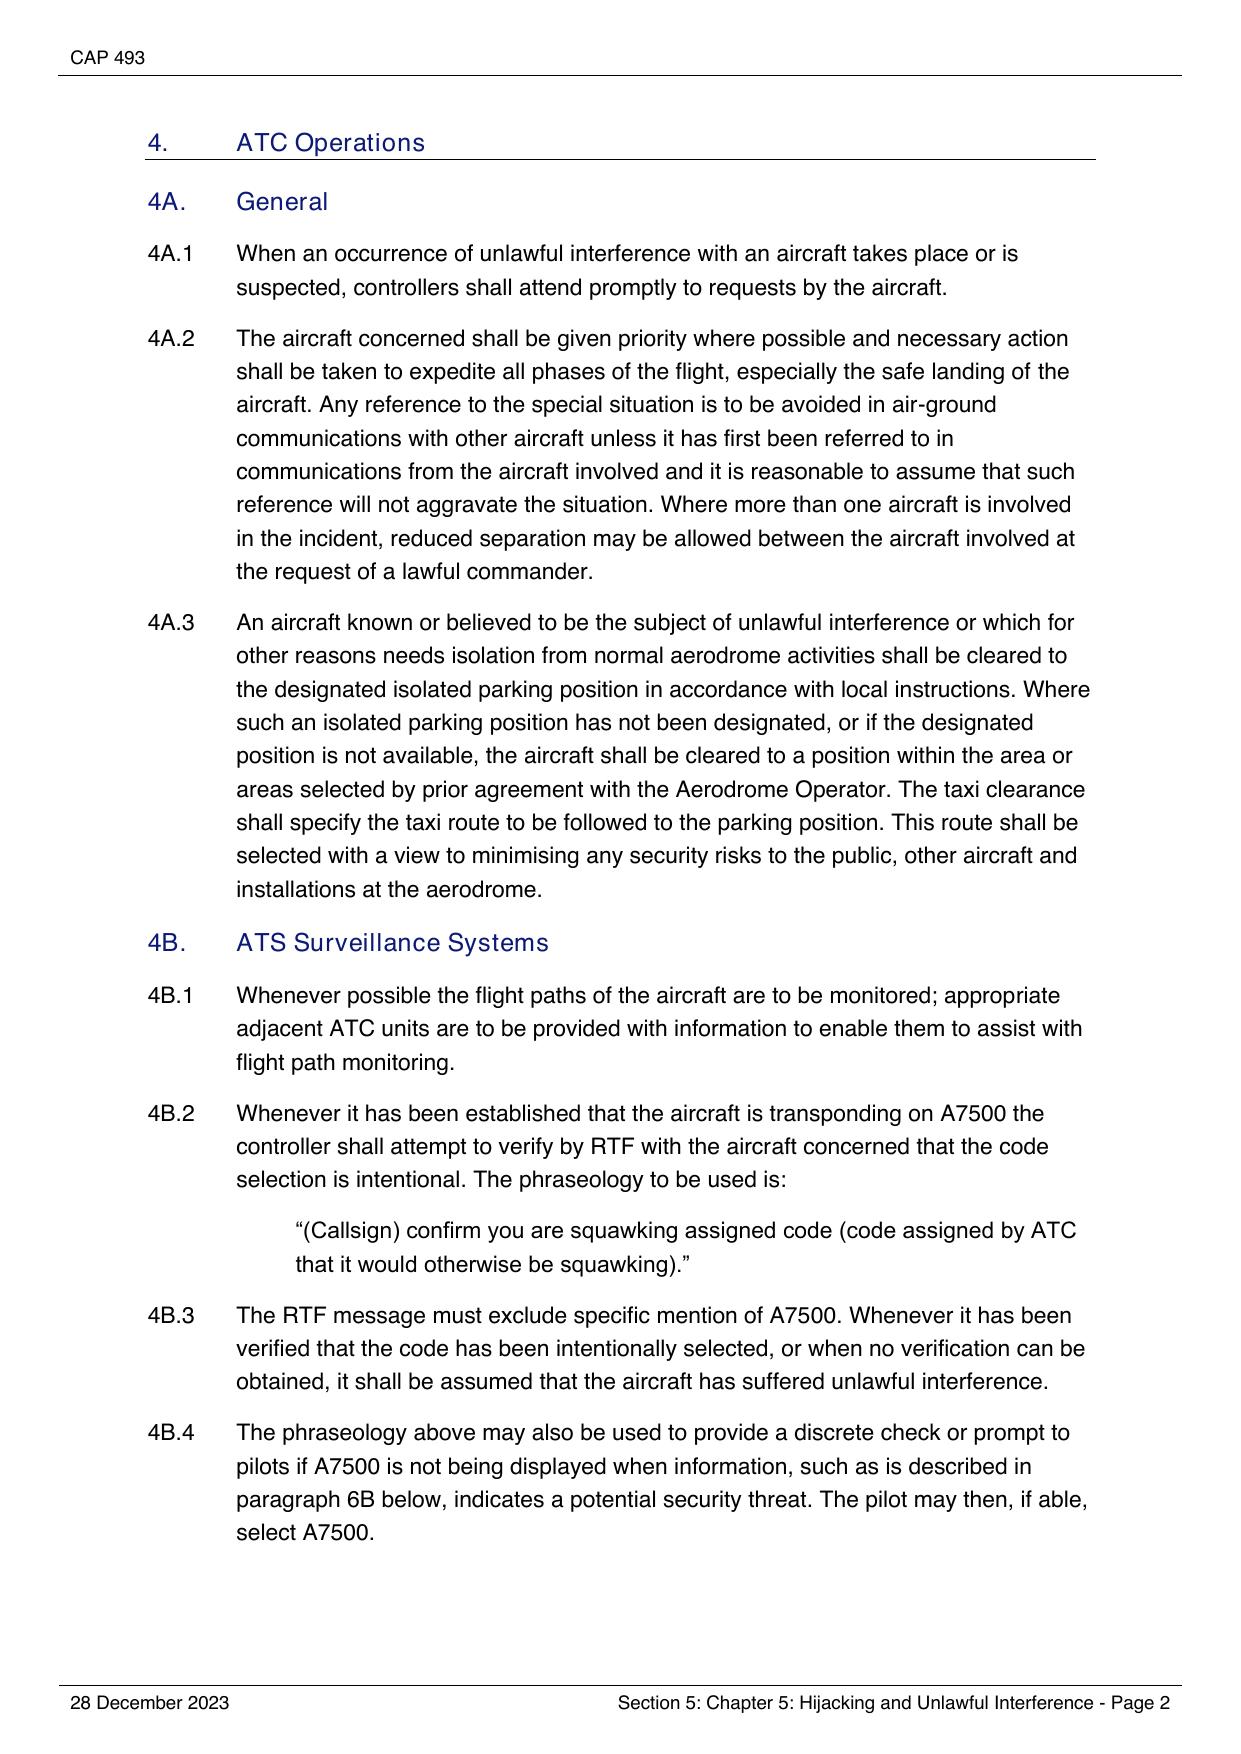 CAP 493
4. ATC Operations
4A. General
4A.1 When an occurrence of unlawful interference with an aircraft takes place or is
suspected, controllers shall attend promptly to requests by the aircraft.
4A.2 The aircraft concerned shall be given priority where possible and necessary action
shall be taken to expedite all phases of the flight, especially the safe landing of the
aircraft. Any reference to the special situation is to be avoided in air-ground
communications with other aircraft unless it has first been referred to in
communications from the aircraft involved and it is reasonable to assume that such
reference will not aggravate the situation. Where more than one aircraft is involved
in the incident, reduced separation may be allowed between the aircraft involved at
the request of a lawful commander.
4A.3 An aircraft known or believed to be the subject of unlawful interference or which for
other reasons needs isolation from normal aerodrome activities shall be cleared to
the designated isolated parking position in accordance with local instructions. Where
such an isolated parking position has not been designated, or if the designated
position is not available, the aircraft shall be cleared to a position within the area or
areas selected by prior agreement with the Aerodrome Operator. The taxi clearance
shall specify the taxi route to be followed to the parking position. This route shall be
selected with a view to minimising any security risks to the public, other aircraft and
installations at the aerodrome.
4B. ATS Surveillance Systems
4B.1 Whenever possible the flight paths of the aircraft are to be monitored; appropriate
adjacent ATC units are to be provided with information to enable them to assist with
flight path monitoring.
4B.2 Whenever it has been established that the aircraft is transponding on A7500 the
controller shall attempt to verify by RTF with the aircraft concerned that the code
selection is intentional. The phraseology to be used is:
“(Callsign) confirm you are squawking assigned code (code assigned by ATC
that it would otherwise be squawking).”
4B.3 The RTF message must exclude specific mention of A7500. Whenever it has been
verified that the code has been intentionally selected, or when no verification can be
obtained, it shall be assumed that the aircraft has suffered unlawful interference.
4B.4 The phraseology above may also be used to provide a discrete check or prompt to
pilots if A7500 is not being displayed when information, such as is described in
paragraph 6B below, indicates a potential security threat. The pilot may then, if able,
select A7500.
28 December 2023 Section 5: Chapter 5: Hijacking and Unlawful Interference - Page 2